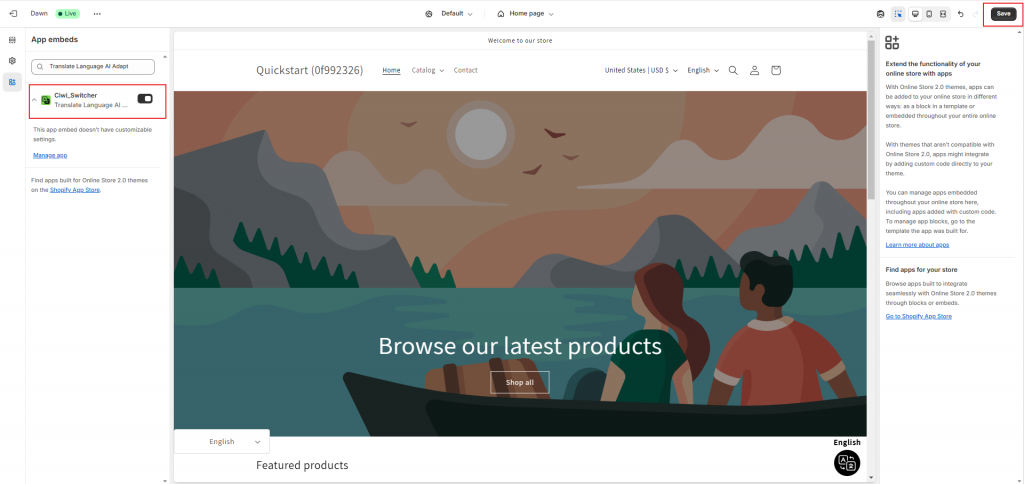 Dawn
Live
Default
Home page
Save
App embeds
Translate Language AI Adapt
Ciwi_Switcher
Translate Language AI ...
This app embed doesn't have customizable
settings.
Manage app
Find apps built for Online Store 2.0 themes
on the Shopify App Store.
Welcome to our store
Quickstart (0f992326)
Home
Catalog
Contact
United States | USD $
English
Browse our latest products
Shop all
English
English
Featured products
Extend the functionality of your
online store with apps
With Online Store 2.0 themes, apps can
be added to your online store in different
ways: as a block in a template or
embedded throughout your entire online
store.
With themes that aren't compatible with
Online Store 2.0, apps might integrate
by adding custom code directly to your
theme.
You can manage apps embedded
throughout your online store here,
including apps added with custom code.
To manage app blocks, go to the
template the app was built for.
Learn more about apps
Find apps for your store
Browse apps built to integrate
seamlessly with Online Store 2.0 themes
through blocks or embeds.
Go to Shopify App Store